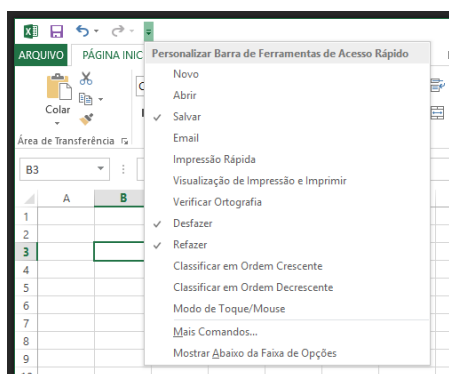 ARQUIVO PÁGINA INIC
Personalizar Barra de Ferramentas de Acesso Rápido
Novo
Abrir
Salvar
Email
Impressão Rápida
Visualização de Impressão e Imprimir
Verificar Ortografia
Desfazer
Refazer
Classificar em Ordem Crescente
Classificar em Ordem Decrescente
Modo de Toque/Mouse
Mais Comandos...
Mostrar Abaixo da Faixa de Opções
Colar
Área de Transferência
B3
A B
1
2
3
4
5
6
7
8
9